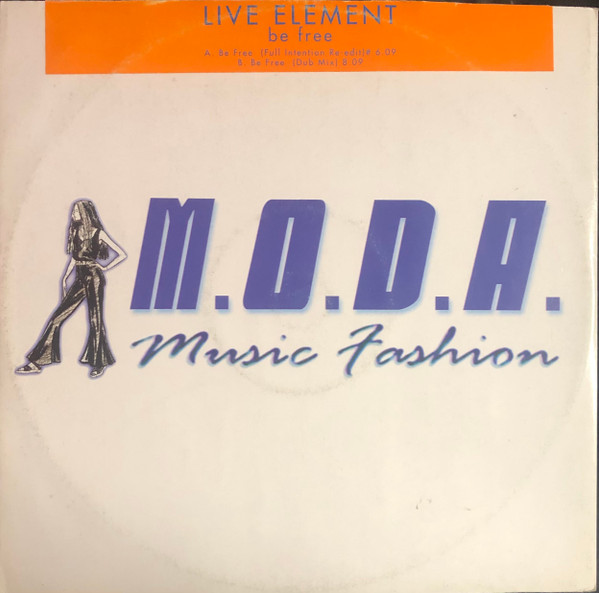 LIVE ELEMENT
be free
A. Be Free (Full Intention Re-edit)# 6.09
B. Be Free (Dub Mix) 6.09
M.O.D.A.
Music Fashion